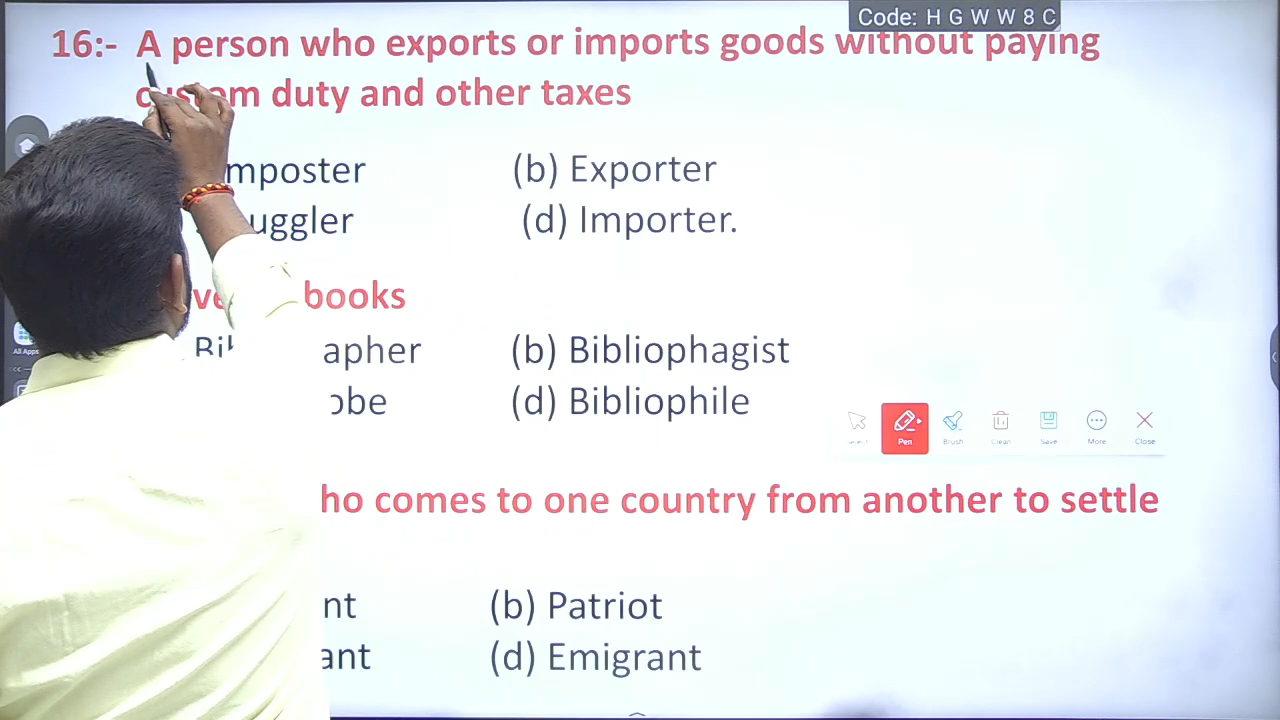 Code: H G W W 8 C
16:- A person who exports or imports goods without paying
custom duty and other taxes
mposter (b) Exporter
uggler (d) Importer.
books
apher (b) Bibliophagist
obe (d) Bibliophile
All Apps
Pen
Brush
Clean
Save
More
Close
ho comes to one country from another to settle
nt (b) Patriot
ant (d) Emigrant